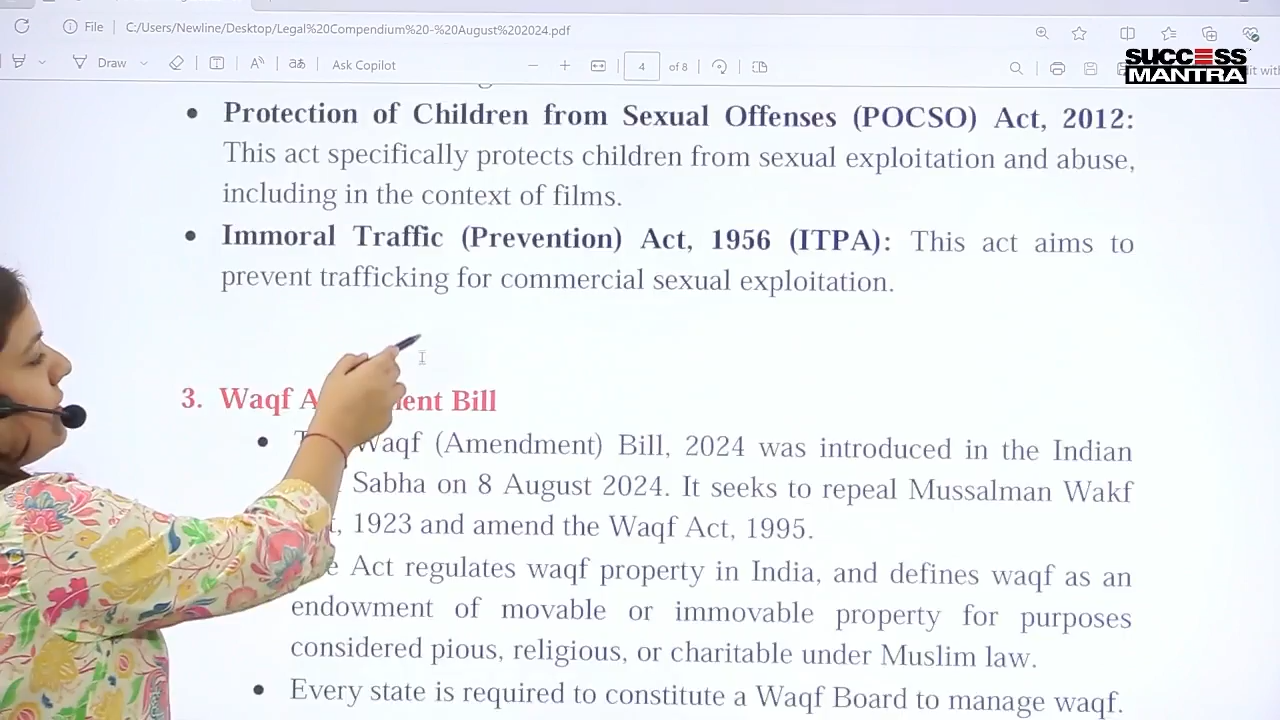 File C:/Users/Newline/Desktop/Legal%20Compendium%20-%20August%202024.pdf
Draw Ask Copilot 4 of 8
SUCCESS
MANTRA
• Protection of Children from Sexual Offenses (POCSO) Act, 2012:
This act specifically protects children from sexual exploitation and abuse,
including in the context of films.
• Immoral Traffic (Prevention) Act, 1956 (ITPA): This act aims to
prevent trafficking for commercial sexual exploitation.
3. Waqf A ent Bill
• Waqf (Amendment) Bill, 2024 was introduced in the Indian
Sabha on 8 August 2024. It seeks to repeal Mussalman Wakf
1923 and amend the Waqf Act, 1995.
Act regulates waqf property in India, and defines waqf as an
endowment of movable or immovable property for purposes
considered pious, religious, or charitable under Muslim law.
• Every state is required to constitute a Waqf Board to manage waqf.